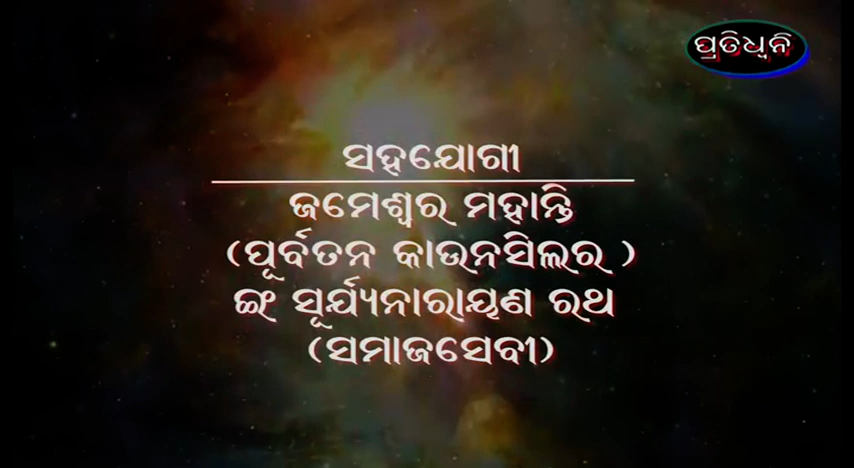 ପ୍ରତିଧ୍ୱନି
ସହଯୋଗୀ
ଜମେଶ୍ୱର ମହାନ୍ତି
(ପୂର୍ବତନ କାଉନସିଲର )
ଇଂ ସୂର୍ଯ୍ୟନାରାୟଣ ରଥ
(ସମାଜସେବୀ)